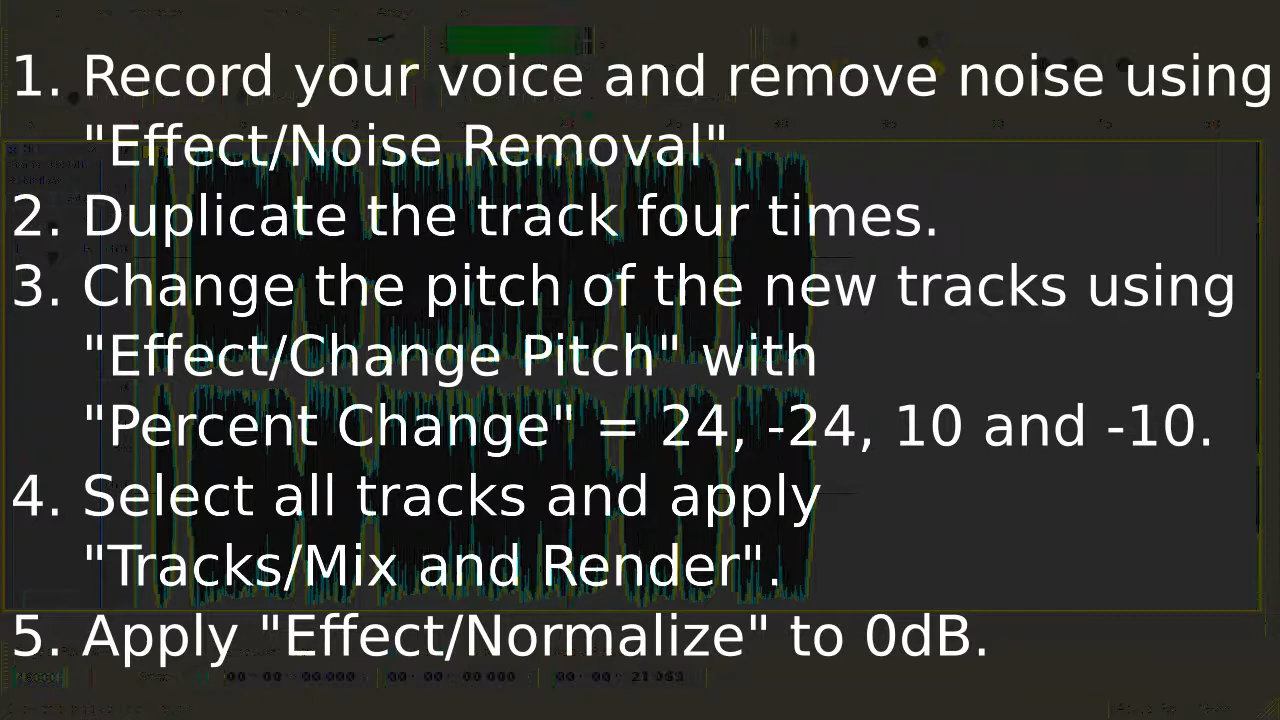 1. Record your voice and remove noise using
"Effect/Noise Removal".
2. Duplicate the track four times.
3. Change the pitch of the new tracks using
"Effect/Change Pitch" with
"Percent Change" = 24, -24, 10 and -10.
4. Select all tracks and apply
"Tracks/Mix and Render".
5. Apply "Effect/Normalize" to 0dB.